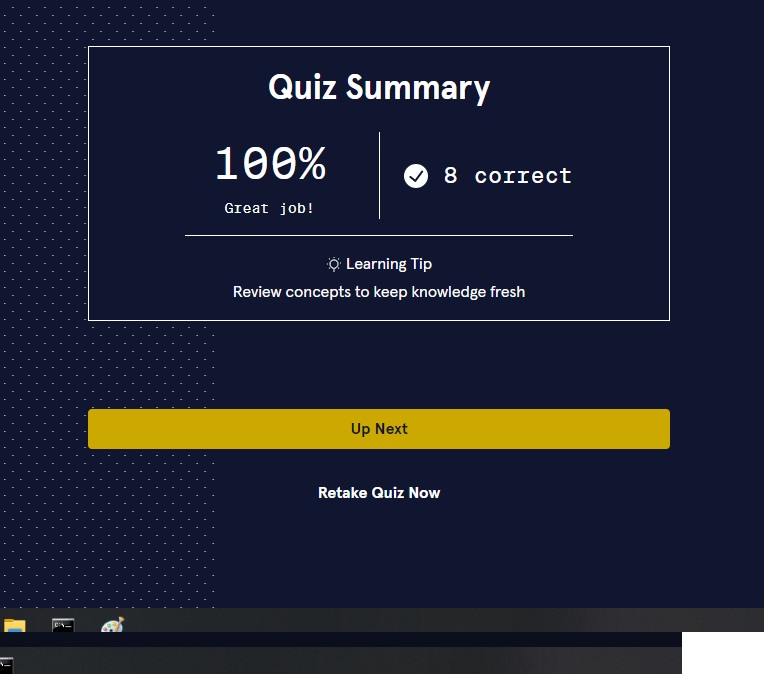 Quiz Summary
100%
Great job!
8 correct
Learning Tip
Review concepts to keep knowledge fresh
Up Next
Retake Quiz Now